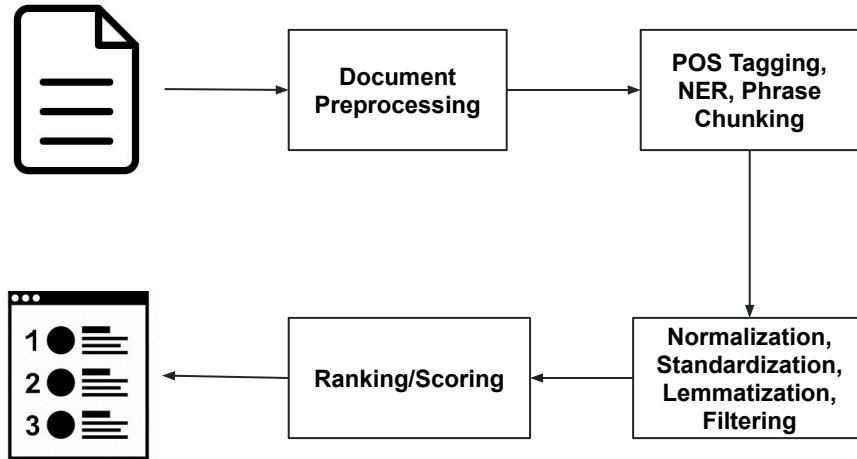 Document
Preprocessing
POS Tagging,
NER, Phrase
Chunking
Normalization,
Standardization,
Lemmatization,
Filtering
Ranking/Scoring
1
2
3